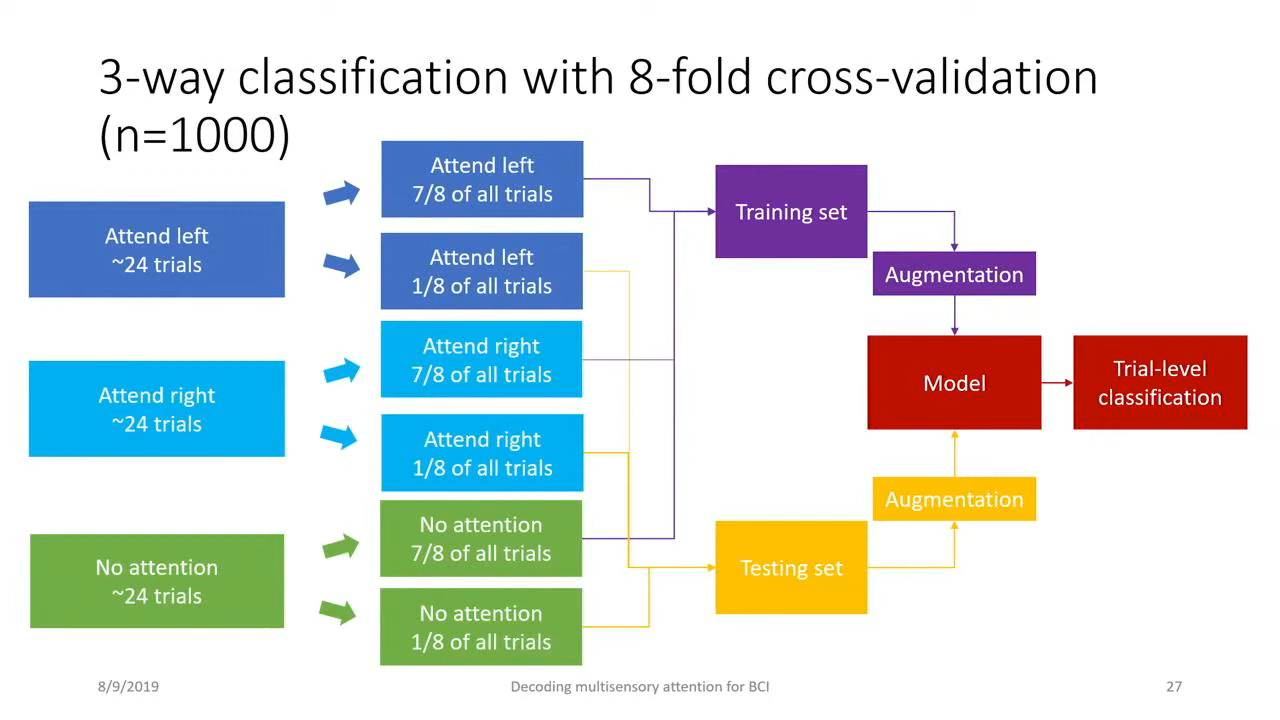 3-way classification with 8-fold cross-validation
(n=1000)
Attend left
~24 trials
Attend right
~24 trials
No attention
~24 trials
Attend left
7/8 of all trials
Attend left
1/8 of all trials
Attend right
7/8 of all trials
Attend right
1/8 of all trials
No attention
7/8 of all trials
No attention
1/8 of all trials
Training set
Augmentation
Model
Trial-level
classification
Augmentation
Testing set
8/9/2019
Decoding multisensory attention for BCI
27